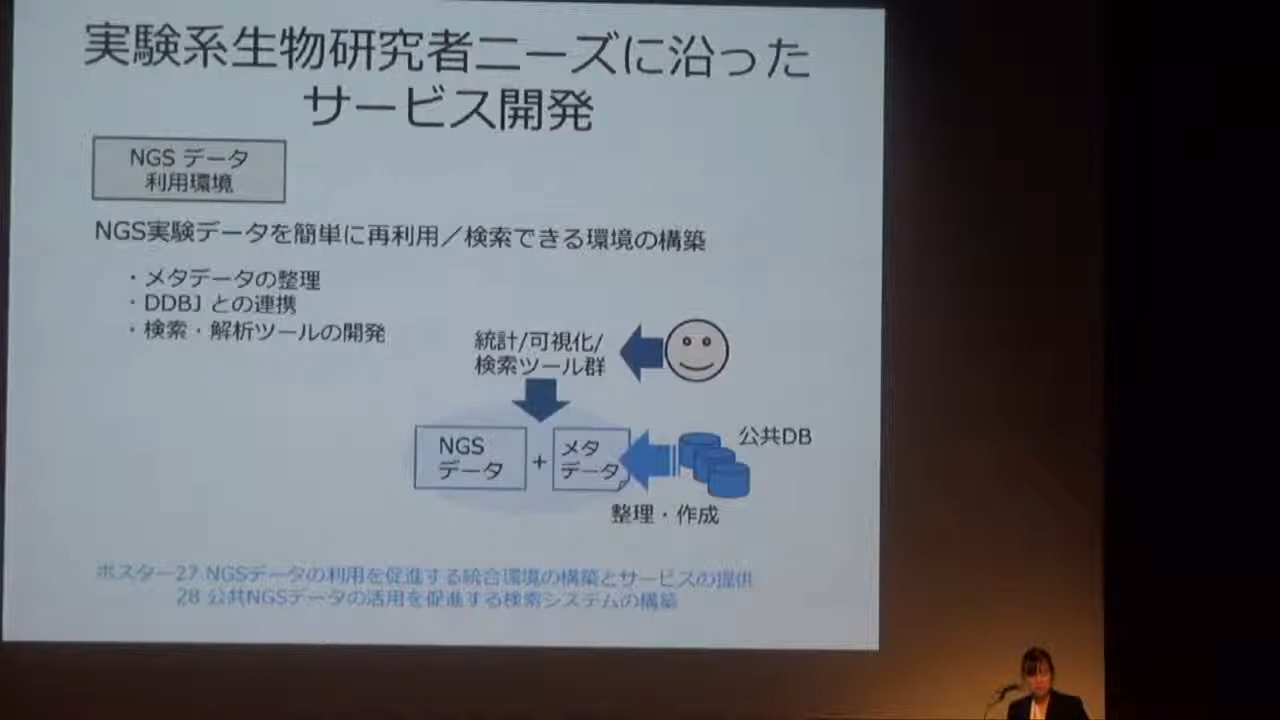 実験系生物研究者ニーズに沿った
サービス開発
NGS データ
利用環境
NGS実験データを簡単に再利用／検索できる環境の構築
・メタデータの整理
・DDBJ との連携
・検索・解析ツールの開発
統計/可視化/
検索ツール群
NGS
データ
+
メタ
データ
公共DB
整理・作成
ポスター27 NGSデータの利用を促進する統合環境の構築とサービスの提供
28 公共NGSデータの活用を促進する検索システムの構築